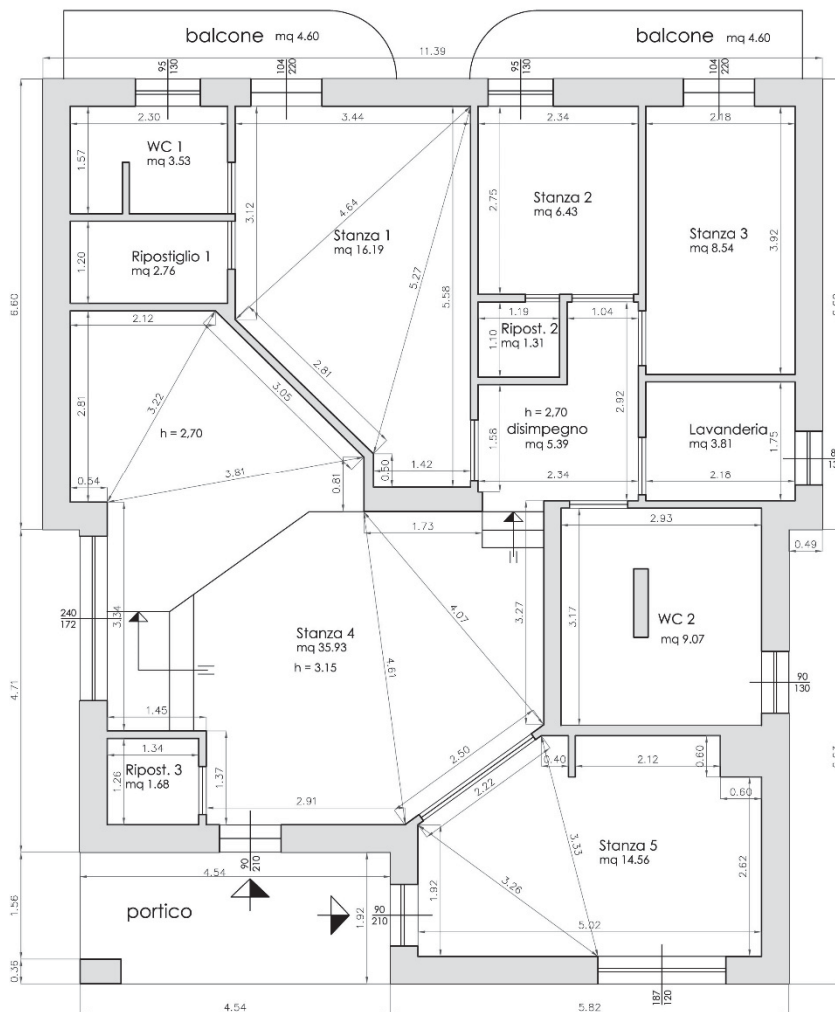 balcone mq 4.60
balcone mq 4.60
11.39
95
130
104
220
95
130
104
220
2.30
3.44
2.34
2.18
1.57
WC 1
mq 3.53
3.12
4.64
Stanza 1
mq 16.19
5.27
5.58
2.75
Stanza 2
mq 6.43
Stanza 3
mq 8.54
3.92
1.20
Ripostiglio 1
mq 2.76
6.60
2.12
1.19
1.04
Ripost. 2
mq 1.31
1.10
2.81
3.22
2.81
3.05
h = 2,70
2.92
h = 2,70
disimpegno
mq 5.39
1.58
Lavanderia
mq 3.81
1.75
0.54
3.81
0.81
0.50
1.42
2.34
2.18
1.73
2.93
0.49
3.34
240
172
Stanza 4
mq 35.93
h = 3.15
4.07
4.61
3.27
3.17
WC 2
mq 9.07
90
130
4.71
1.45
1.34
Ripost. 3
mq 1.68
1.26
1.37
2.91
2.50
2.22
0.40
2.12
0.60
0.60
90
210
4.54
portico
1.92
90
210
1.92
3.26
3.33
Stanza 5
mq 14.56
2.62
5.02
187
120
1.56
0.36
4.54
5.82